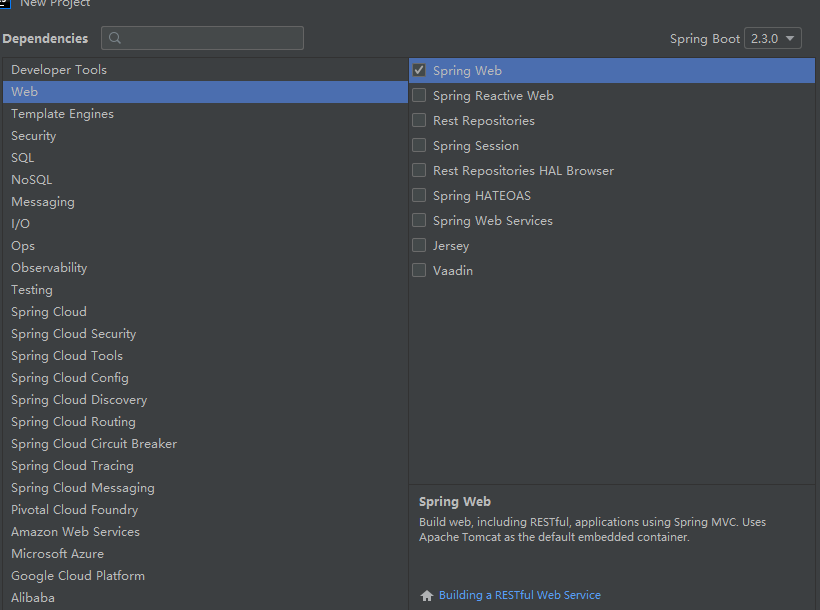 New Project
Dependencies
Spring Boot 2.3.0
Developer Tools
Web
Template Engines
Security
SQL
NoSQL
Messaging
I/O
Ops
Observability
Testing
Spring Cloud
Spring Cloud Security
Spring Cloud Tools
Spring Cloud Config
Spring Cloud Discovery
Spring Cloud Routing
Spring Cloud Circuit Breaker
Spring Cloud Tracing
Spring Cloud Messaging
Pivotal Cloud Foundry
Amazon Web Services
Microsoft Azure
Google Cloud Platform
Alibaba
Spring Web
Spring Reactive Web
Rest Repositories
Spring Session
Rest Repositories HAL Browser
Spring HATEOAS
Spring Web Services
Jersey
Vaadin
Spring Web
Build web, including RESTful, applications using Spring MVC. Uses
Apache Tomcat as the default embedded container.
Building a RESTful Web Service